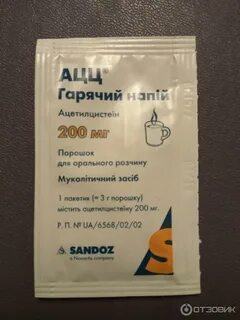 АЦЦ®
Гарячий напій
Ацетилцистеїн
200 мг
Порошок
для орального розчину
Муколітичний засіб
1 пакетик (≈ 3 г порошку)
містить ацетилцистеїну 200 мг.
Р. П. № UA/6568/02/02
SANDOZ
a Novartis company
S
ОТЗОВИК